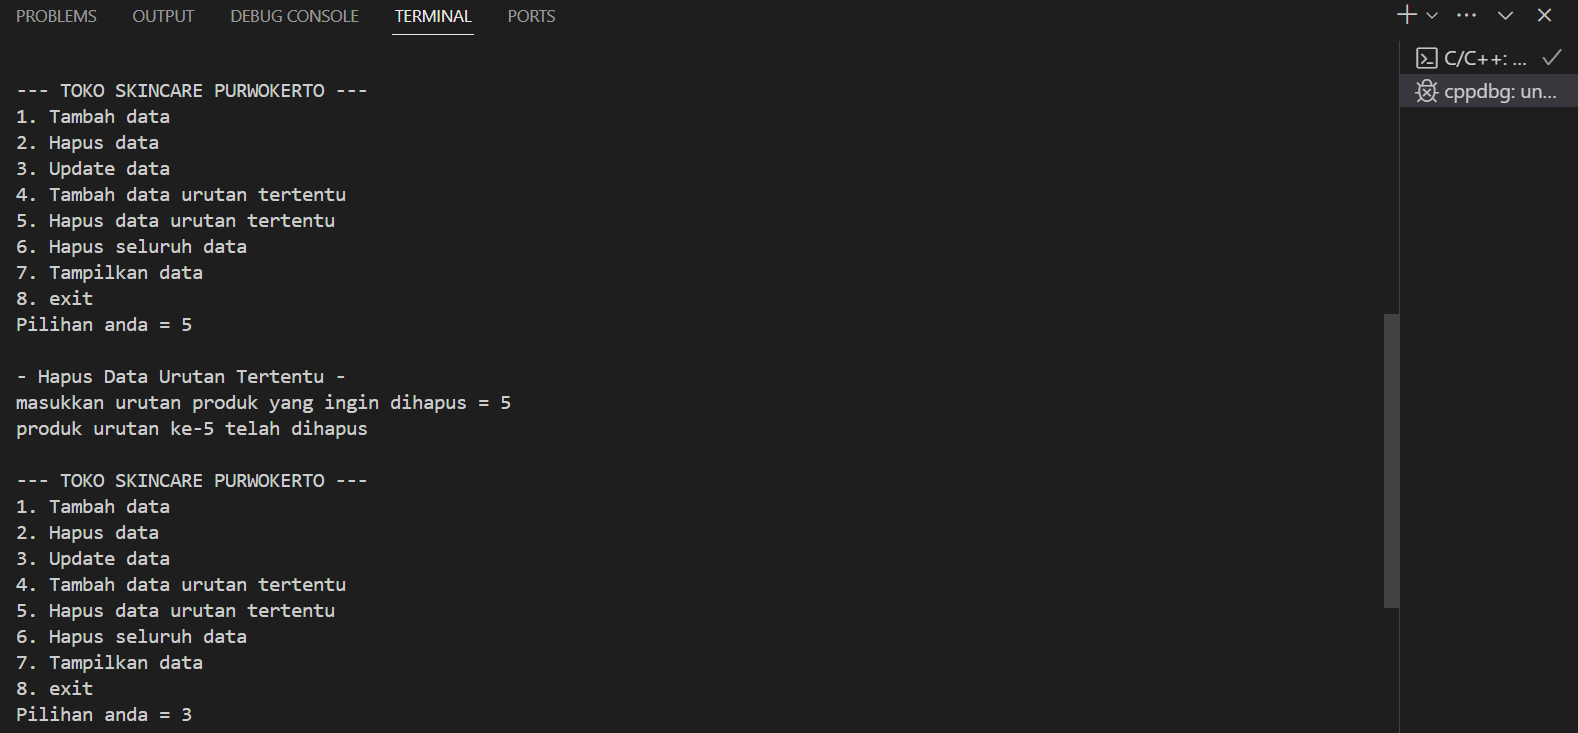 PROBLEMS OUTPUT DEBUG CONSOLE TERMINAL PORTS
C/C++: ...
cppdbg: un...
--- TOKO SKINCARE PURWOKERTO ---
1. Tambah data
2. Hapus data
3. Update data
4. Tambah data urutan tertentu
5. Hapus data urutan tertentu
6. Hapus seluruh data
7. Tampilkan data
8. exit
Pilihan anda = 5
- Hapus Data Urutan Tertentu -
masukkan urutan produk yang ingin dihapus = 5
produk urutan ke-5 telah dihapus
--- TOKO SKINCARE PURWOKERTO ---
1. Tambah data
2. Hapus data
3. Update data
4. Tambah data urutan tertentu
5. Hapus data urutan tertentu
6. Hapus seluruh data
7. Tampilkan data
8. exit
Pilihan anda = 3